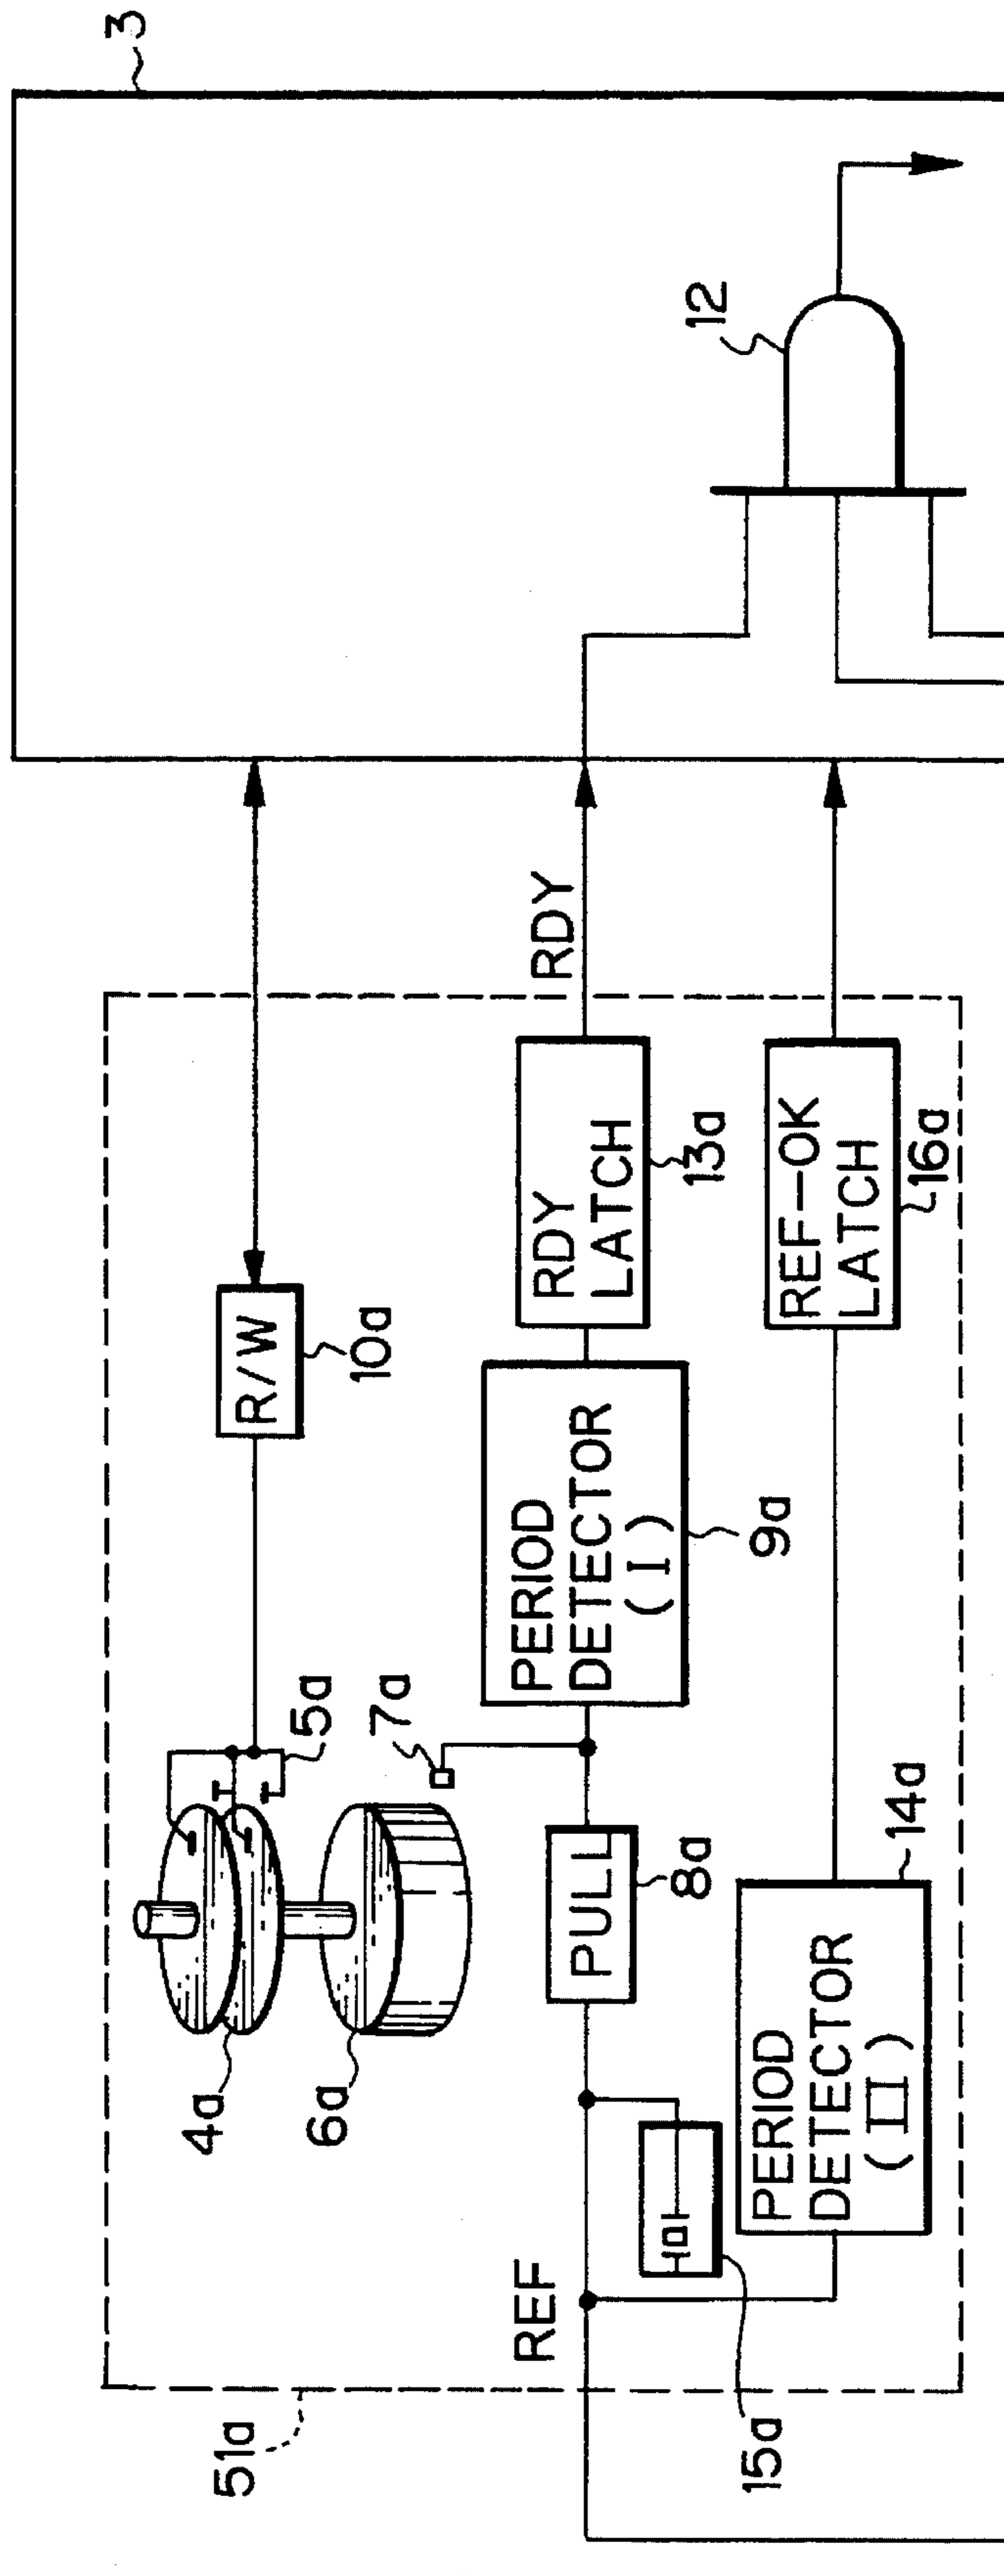 3
12
RDY
R/W
10a
RDY
LATCH
13a
REF-OK
LATCH
16a
5a
7a
PERIOD
DETECTOR
(I)
9a
4a
6a
PULL
8a
14a
PERIOD
DETECTOR
(II)
REF
15a
51a